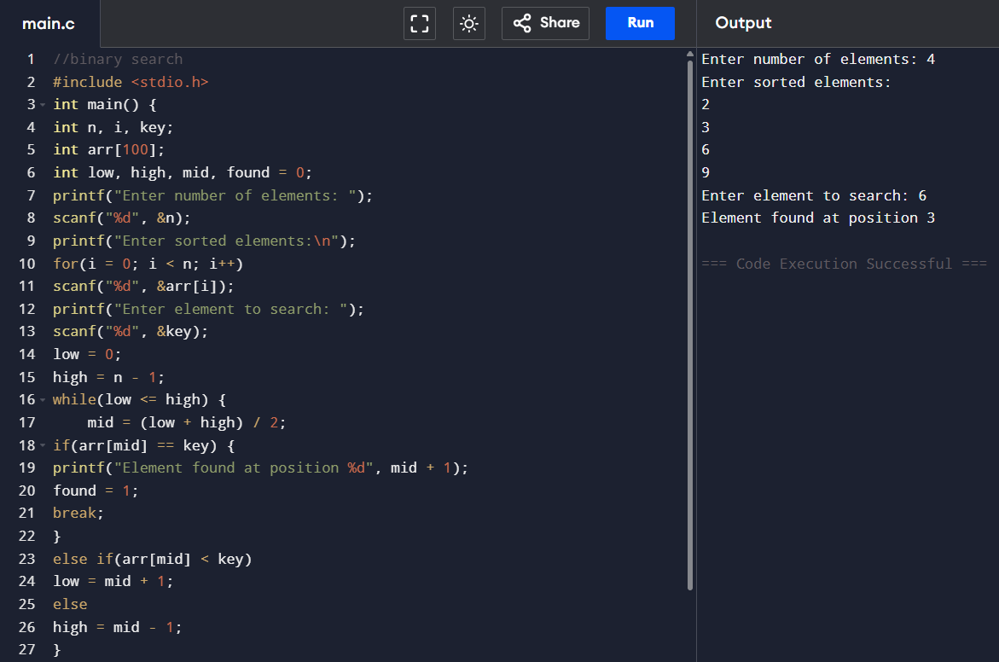 main.c
Share
Run
Output
1 //binary search
2 #include <stdio.h>
3 int main() {
4 int n, i, key;
5 int arr[100];
6 int low, high, mid, found = 0;
7 printf("Enter number of elements: ");
8 scanf("%d", &n);
9 printf("Enter sorted elements:\n");
10 for(i = 0; i < n; i++)
11 scanf("%d", &arr[i]);
12 printf("Enter element to search: ");
13 scanf("%d", &key);
14 low = 0;
15 high = n - 1;
16 while(low <= high) {
17     mid = (low + high) / 2;
18 if(arr[mid] == key) {
19 printf("Element found at position %d", mid + 1);
20 found = 1;
21 break;
22 }
23 else if(arr[mid] < key)
24 low = mid + 1;
25 else
26 high = mid - 1;
27 }
Enter number of elements: 4
Enter sorted elements:
2
3
6
9
Enter element to search: 6
Element found at position 3
=== Code Execution Successful ===